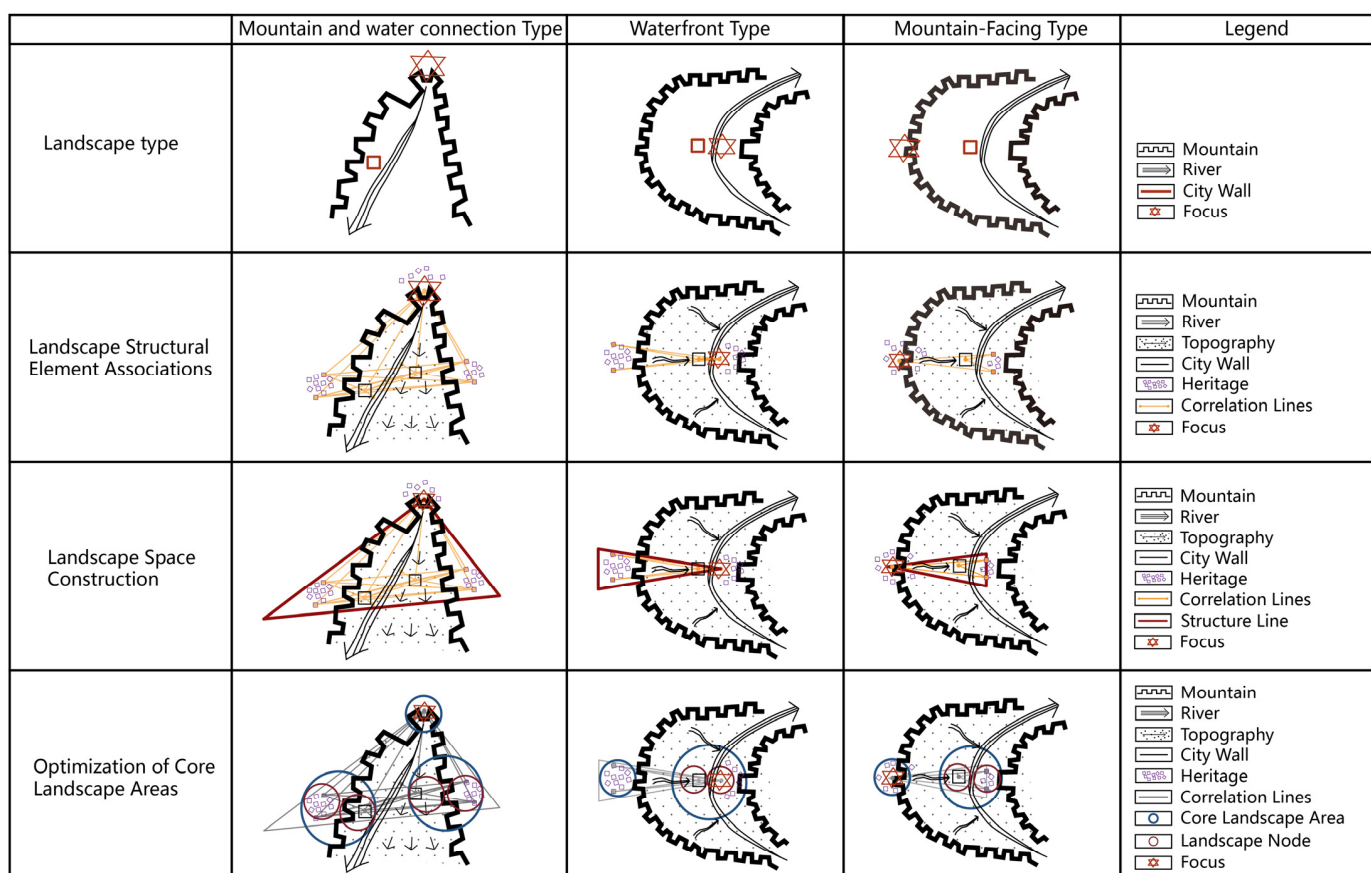 Mountain and water connection Type
Waterfront Type
Mountain-Facing Type
Legend
Landscape type
Mountain
River
City Wall
Focus
Landscape Structural
Element Associations
Mountain
River
Topography
City Wall
Heritage
Correlation Lines
Focus
Landscape Space
Construction
Mountain
River
Topography
City Wall
Heritage
Correlation Lines
Structure Line
Focus
Optimization of Core
Landscape Areas
Mountain
River
Topography
City Wall
Heritage
Correlation Lines
Core Landscape Area
Landscape Node
Focus